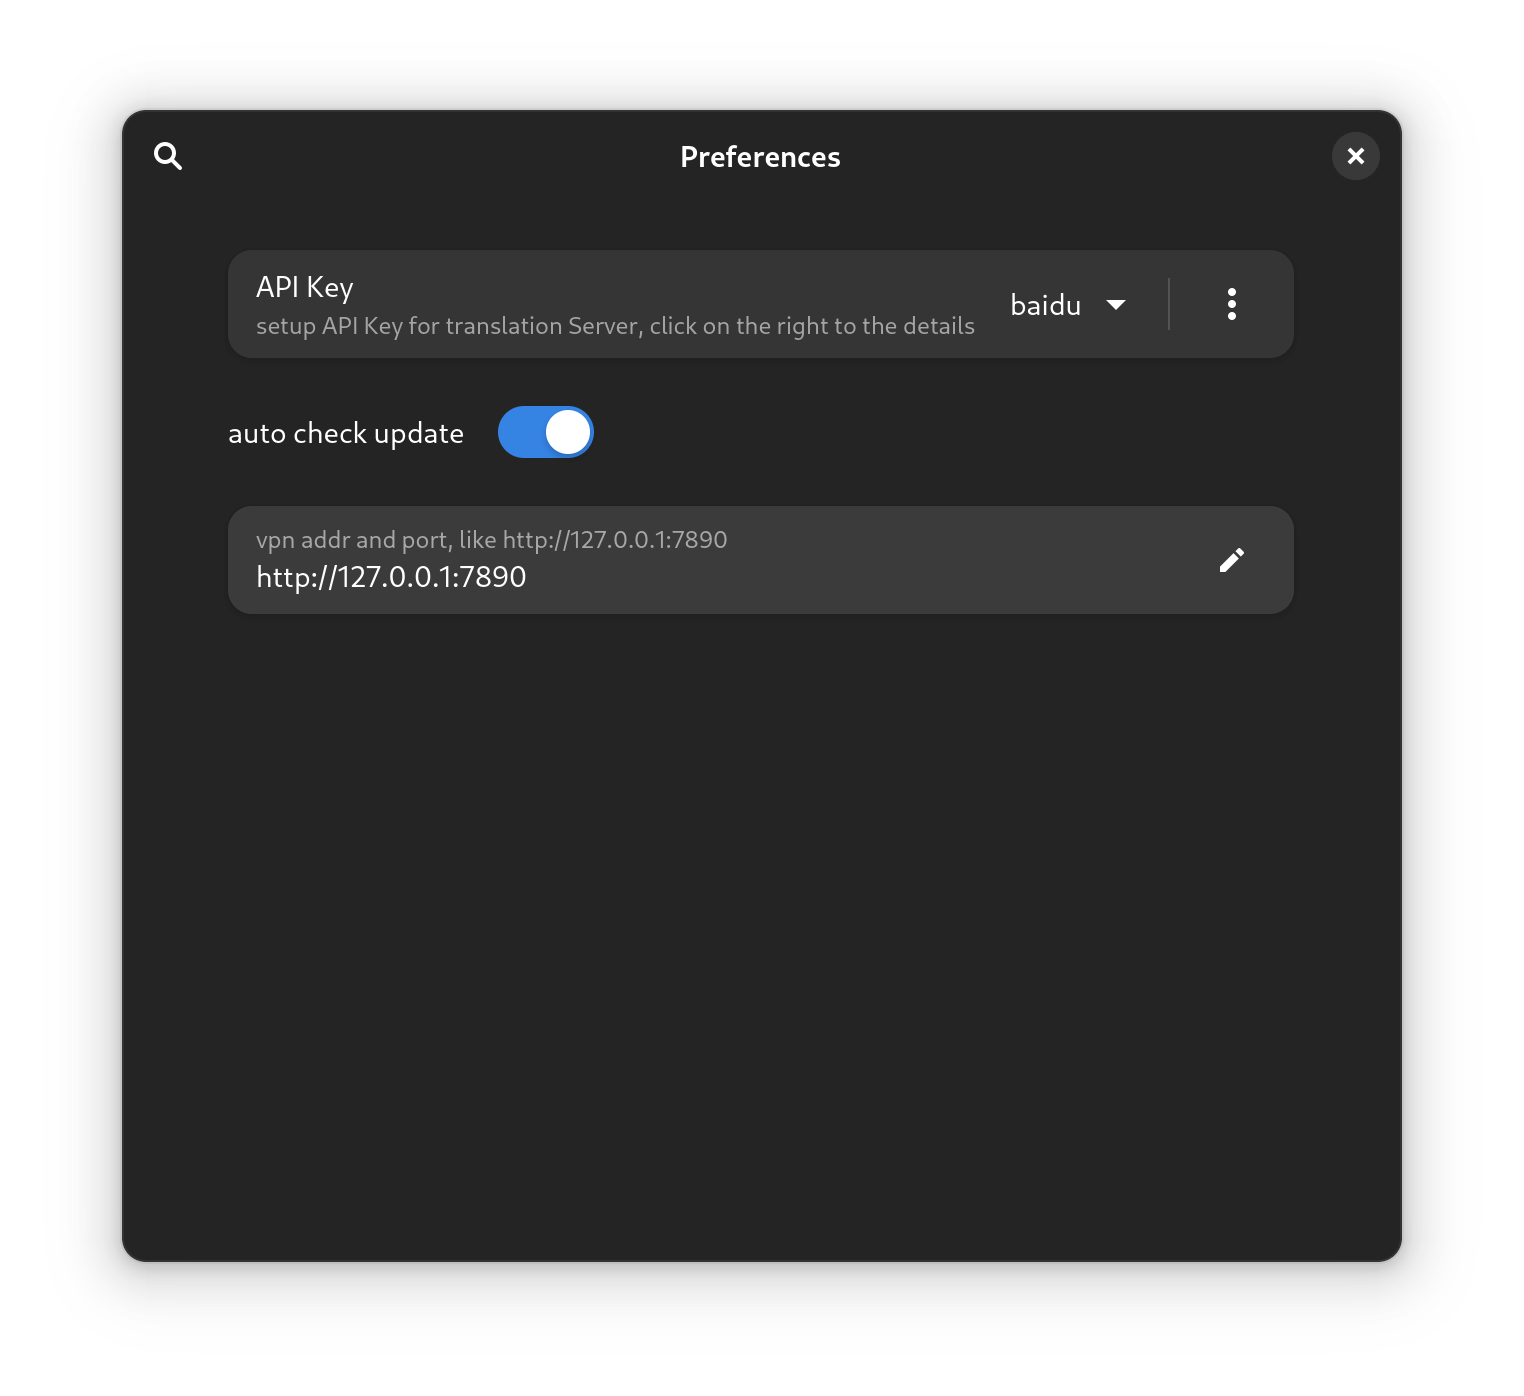 Preferences
API Key
setup API Key for translation Server, click on the right to the details
baidu
auto check update
vpn addr and port, like http://127.0.0.1:7890
http://127.0.0.1:7890